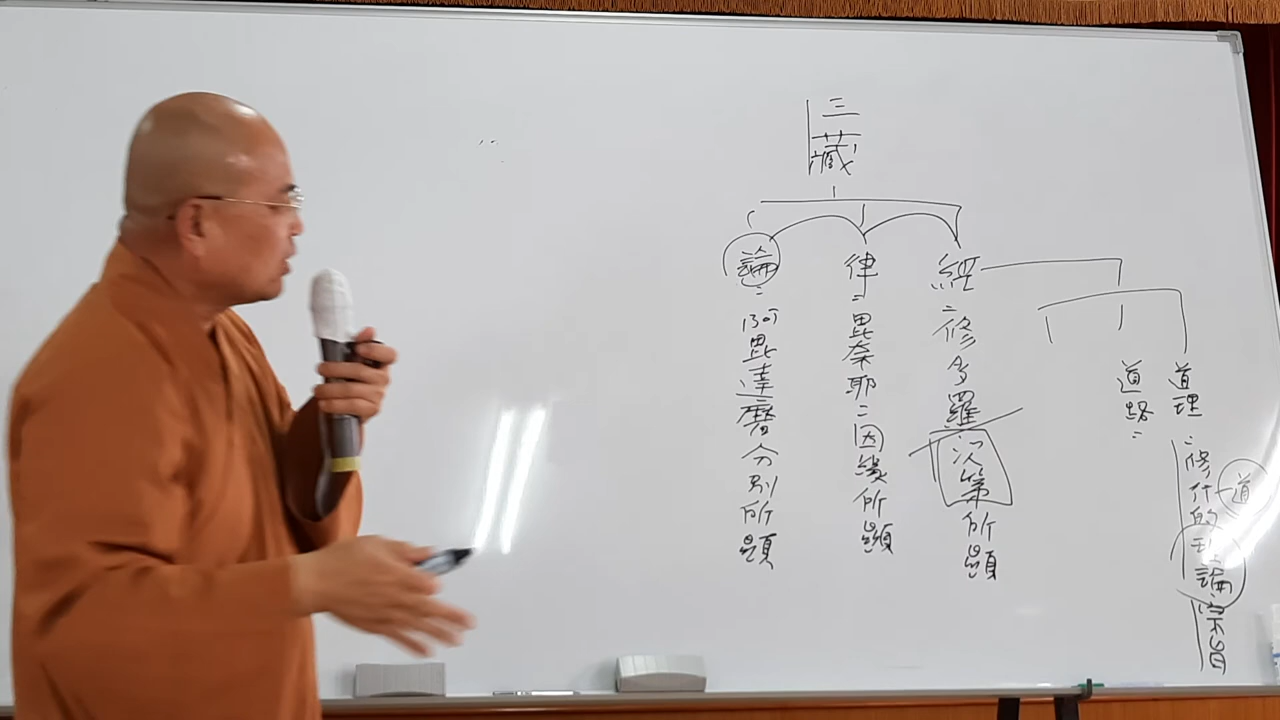 三藏
道理:修行的理論宗旨
道
道路:
經:修多羅次第所顯
律:毘奈耶:因緣所顯
論:阿毘達磨分別所顯